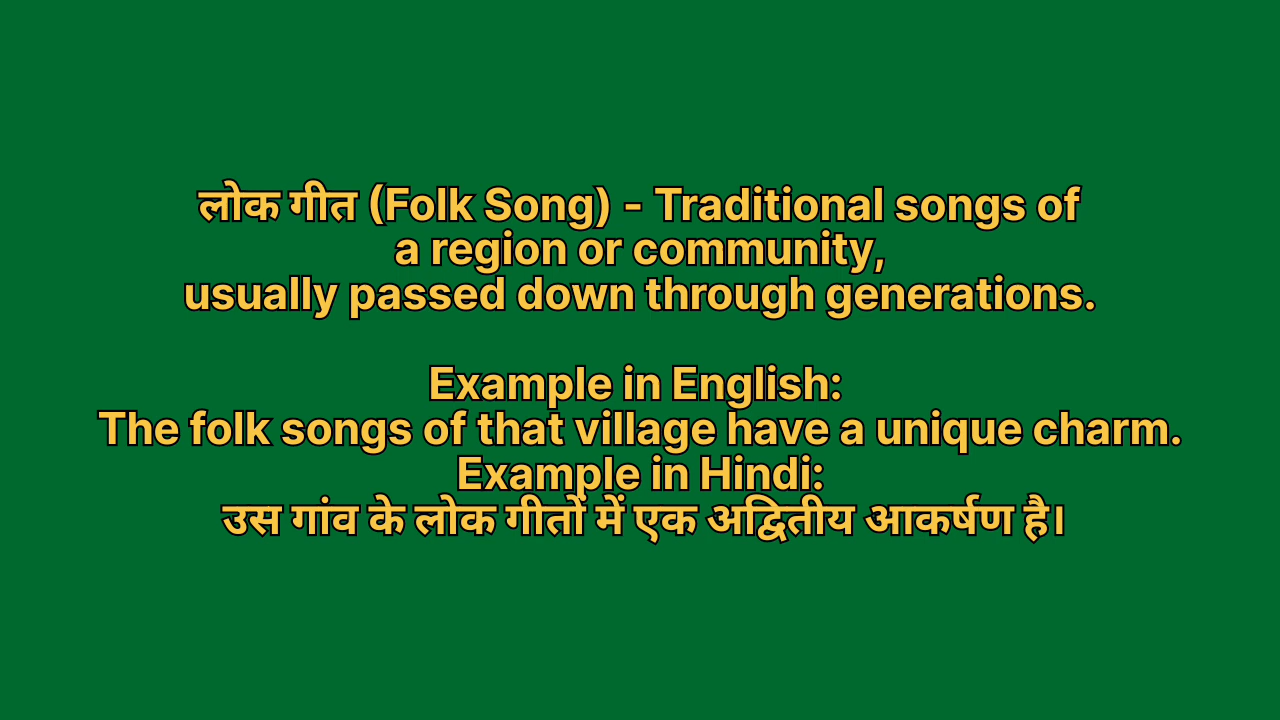 लोक गीत (Folk Song) - Traditional songs of
a region or community,
usually passed down through generations.
Example in English:
The folk songs of that village have a unique charm.
Example in Hindi:
उस गांव के लोक गीतों में एक अद्वितीय आकर्षण है।